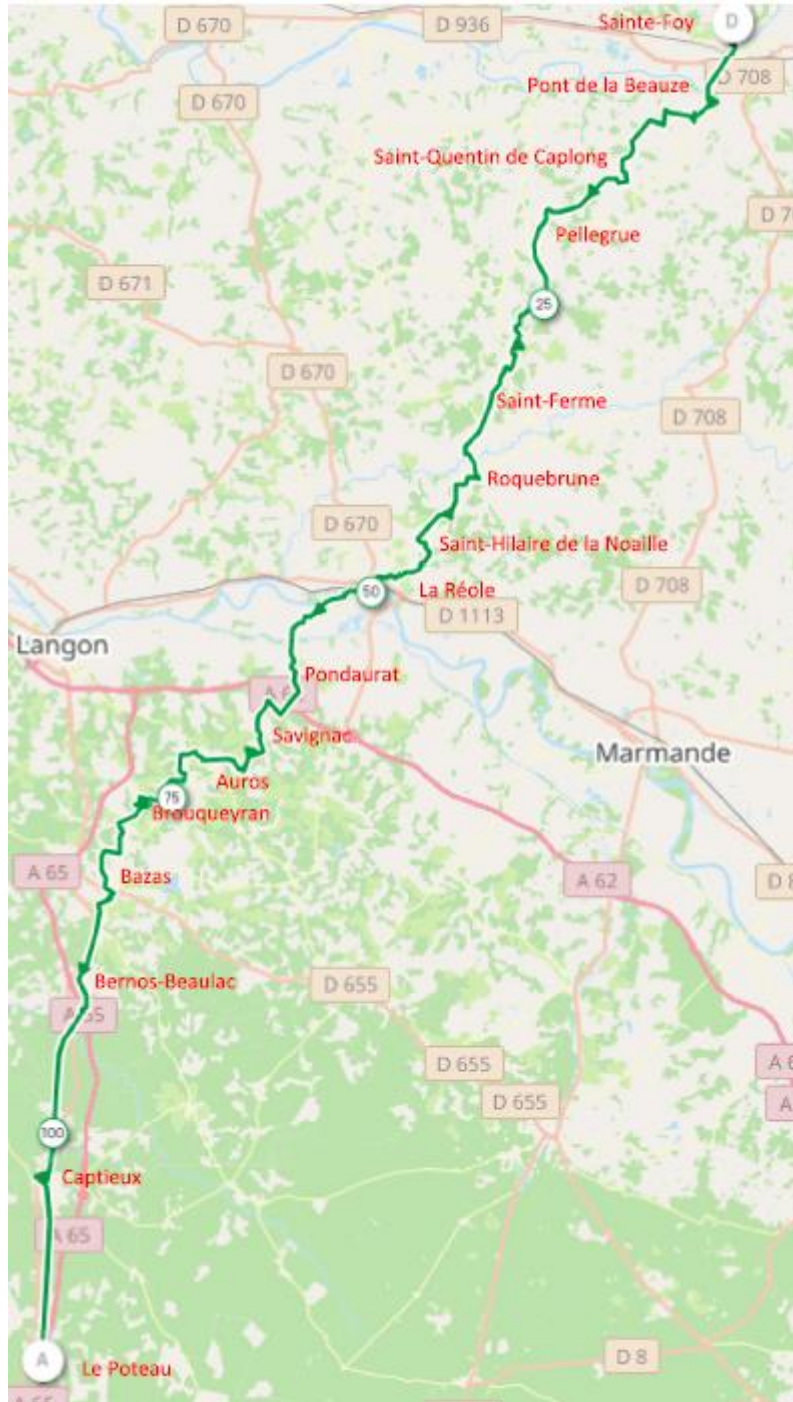 Sainte-Foy
D
D 670
D 936
D 708
Pont de la Beauze
D 670
Saint-Quentin de Caplong
Pellegrue
D 671
25
D 670
Saint-Ferme
D 708
Roquebrune
D 670
Saint-Hilaire de la Noaille
D 708
La Réole
50
D 1113
Langon
Pondaurat
Savignac
Marmande
Auros
75
Brouqueyran
A 65
Bazas
A 62
Bernos-Beaulac
D 655
A 65
D 655
D 655
100
Captieux
A 65
A
Le Poteau
D 8